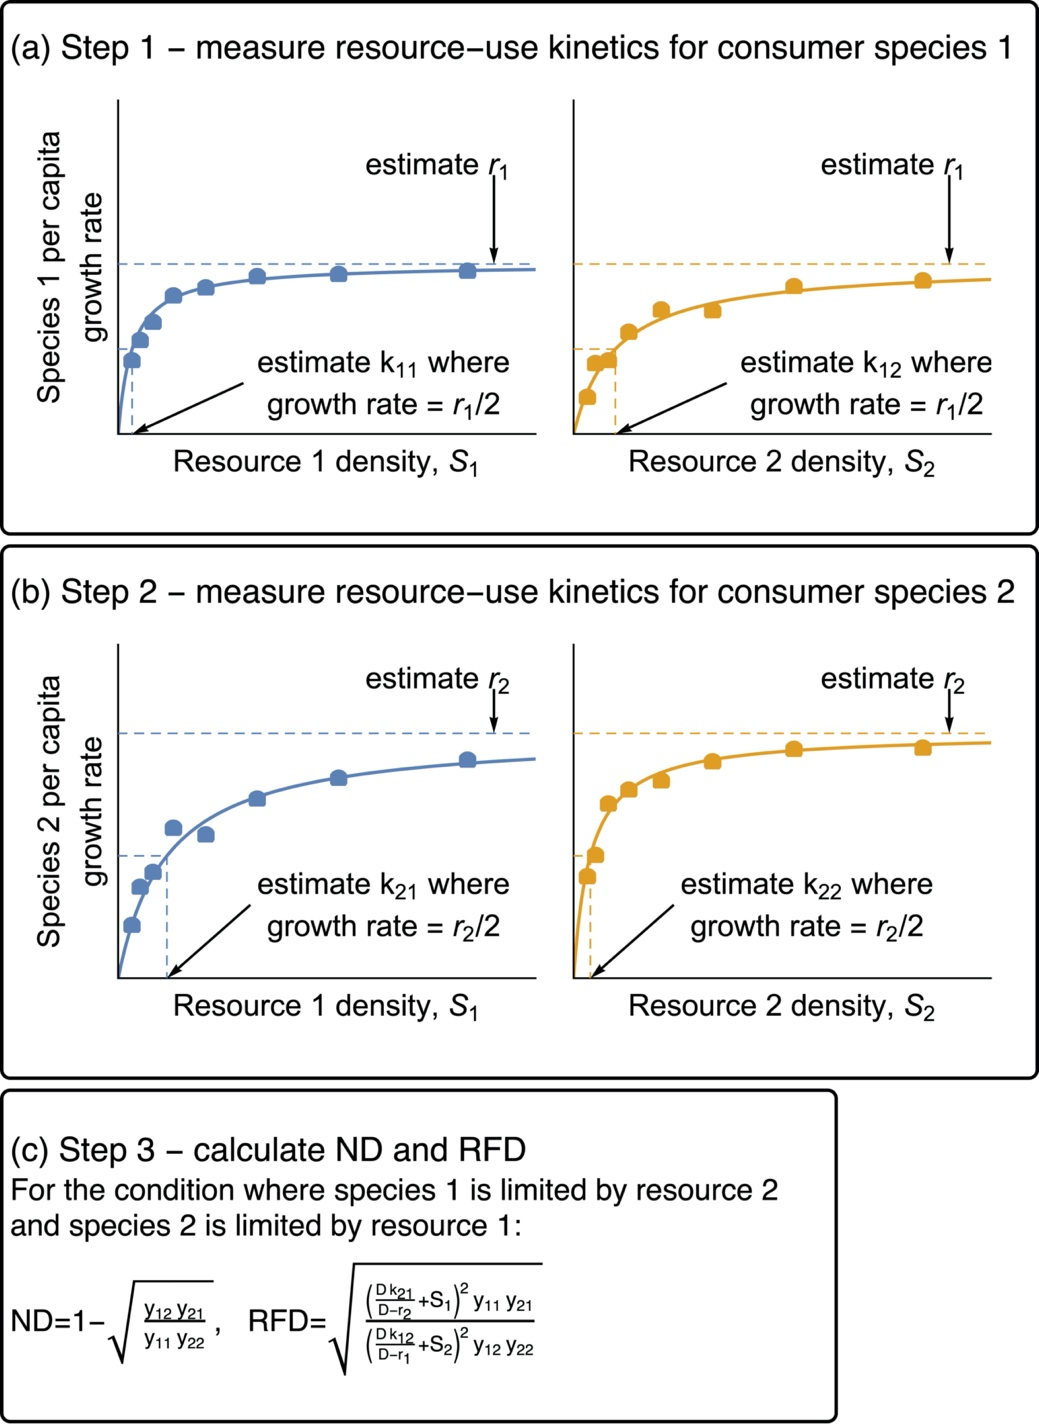 (a) Step 1 − measure resource−use kinetics for consumer species 1
Species 1 per capita
growth rate
estimate r₁
estimate k₁₁ where
growth rate = r₁/2
Resource 1 density, S₁
estimate r₁
estimate k₁₂ where
growth rate = r₁/2
Resource 2 density, S₂
(b) Step 2 − measure resource−use kinetics for consumer species 2
Species 2 per capita
growth rate
estimate r₂
estimate k₂₁ where
growth rate = r₂/2
Resource 1 density, S₁
estimate r₂
estimate k₂₂ where
growth rate = r₂/2
Resource 2 density, S₂
(c) Step 3 − calculate ND and RFD
For the condition where species 1 is limited by resource 2
and species 2 is limited by resource 1:
ND=1−√(y₁₂ y₂₁ / y₁₁ y₂₂), RFD=√((D k₂₁/D−r₂ +S₁)² y₁₁ y₂₁ / (D k₁₂/D−r₁ +S₂)² y₁₂ y₂₂)